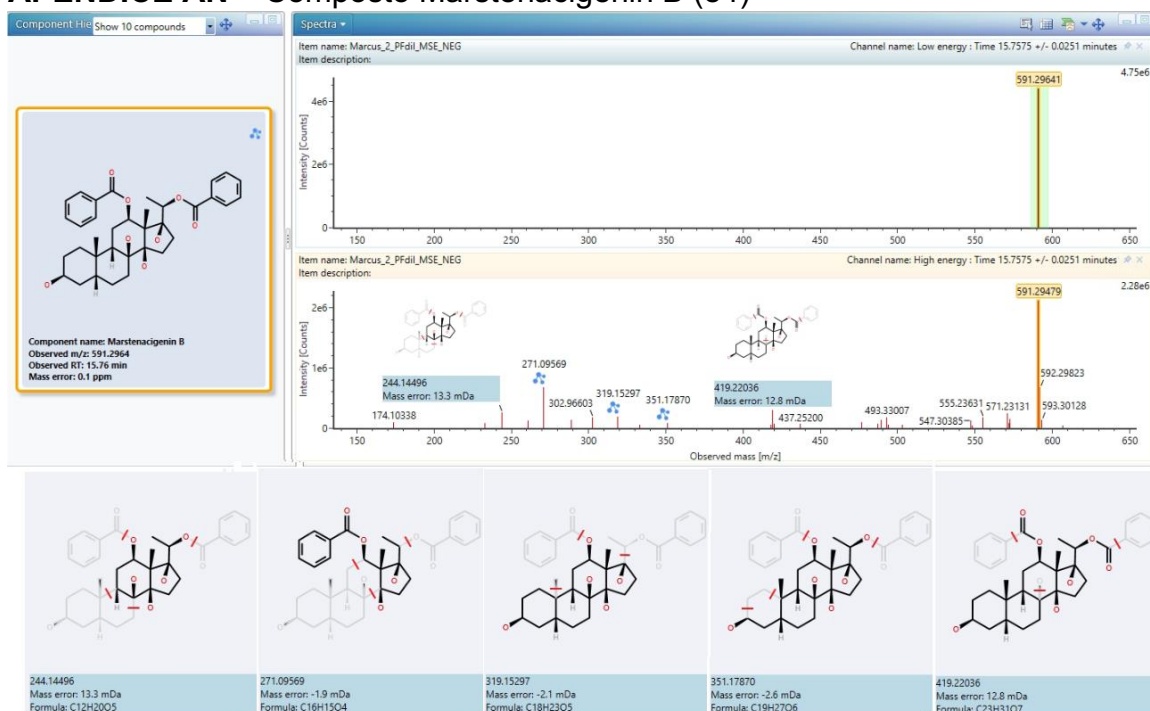 Component Hie
Show 10 compounds
Component name: Marstenacigenin B
Observed m/z: 591.2964
Observed RT: 15.76 min
Mass error: 0.1 ppm
Spectra
Item name: Marcus_2_PFdil_MSE_NEG
Channel name: Low energy : Time 15.7575 +/- 0.0251 minutes
Item description:
4.75e6
591.29641
Intensity [Counts]
4e6
2e6
0
150 200 250 300 350 400 450 500 550 600 650
Item name: Marcus_2_PFdil_MSE_NEG
Channel name: High energy : Time 15.7575 +/- 0.0251 minutes
Item description:
2.28e6
591.29479
Intensity [Counts]
2e6
1e6
0
174.10338
244.14496
Mass error: 13.3 mDa
271.09569
302.96603
319.15297
351.17870
419.22036
Mass error: 12.8 mDa
437.25200
493.33007
547.30385
555.23631
571.23131
592.29823
593.30128
150 200 250 300 350 400 450 500 550 600 650
Observed mass [m/z]
244.14496
Mass error: 13.3 mDa
Formula: C12H20O5
271.09569
Mass error: -1.9 mDa
Formula: C16H15O4
319.15297
Mass error: -2.1 mDa
Formula: C18H23O5
351.17870
Mass error: -2.6 mDa
Formula: C19H27O6
419.22036
Mass error: 12.8 mDa
Formula: C23H31O7